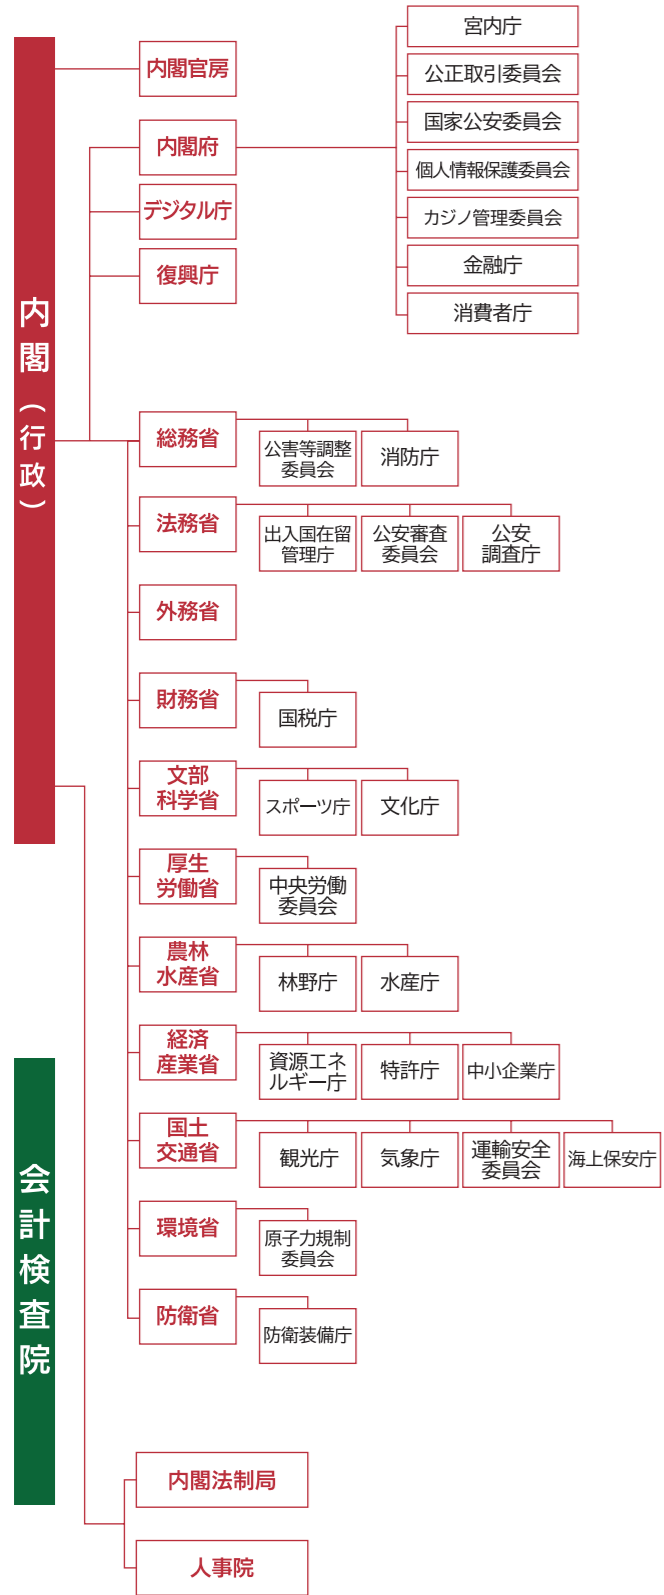 内閣（行政）
内閣官房
内閣府
宮内庁
公正取引委員会
国家公安委員会
個人情報保護委員会
カジノ管理委員会
金融庁
消費者庁
デジタル庁
復興庁
総務省
公害等調整
委員会
消防庁
法務省
出入国在留
管理庁
公安審査
委員会
公安
調査庁
外務省
財務省
国税庁
文部
科学省
スポーツ庁
文化庁
厚生
労働省
中央労働
委員会
農林
水産省
林野庁
水産庁
経済
産業省
資源エネ
ルギー庁
特許庁
中小企業庁
国土
交通省
観光庁
気象庁
運輸安全
委員会
海上保安庁
環境省
原子力規制
委員会
防衛省
防衛装備庁
内閣法制局
人事院
会計検査院